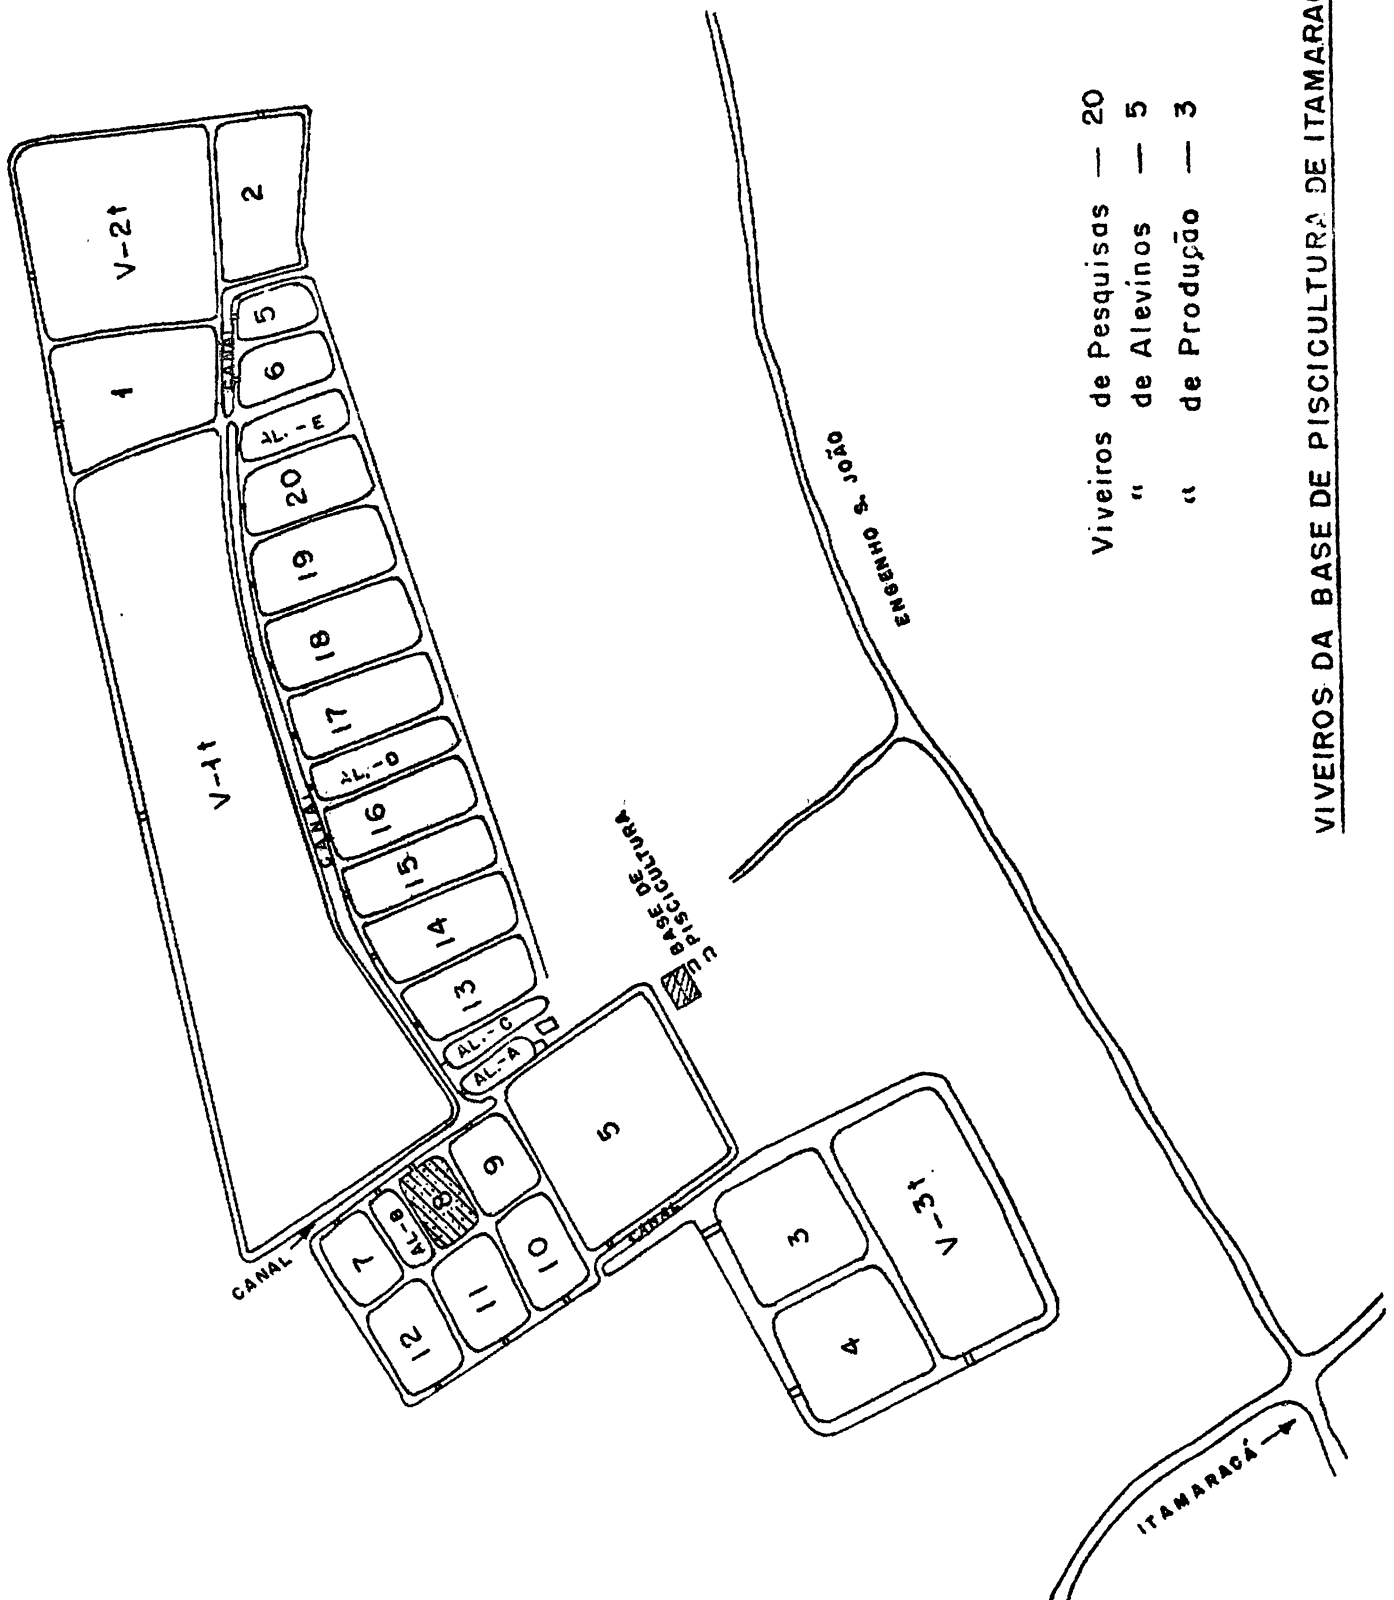 V-2t
2
1
5
6
CANAL
AL.-E
20
19
18
17
V-1t
AL.-D
16
CANAL
15
14
13
AL.-C
AL.-A
BASE DE
PISCICULTURA
ENGENHO S. JOÃO
5
9
8
AL-B
7
CANAL
10
11
12
CANAL
3
4
V-3t
ITAMARACÁ
Viveiros de Pesquisas — 20
“ de Alevinos — 5
“ de Produção — 3
VIVEIROS DA BASE DE PISCICULTURA DE